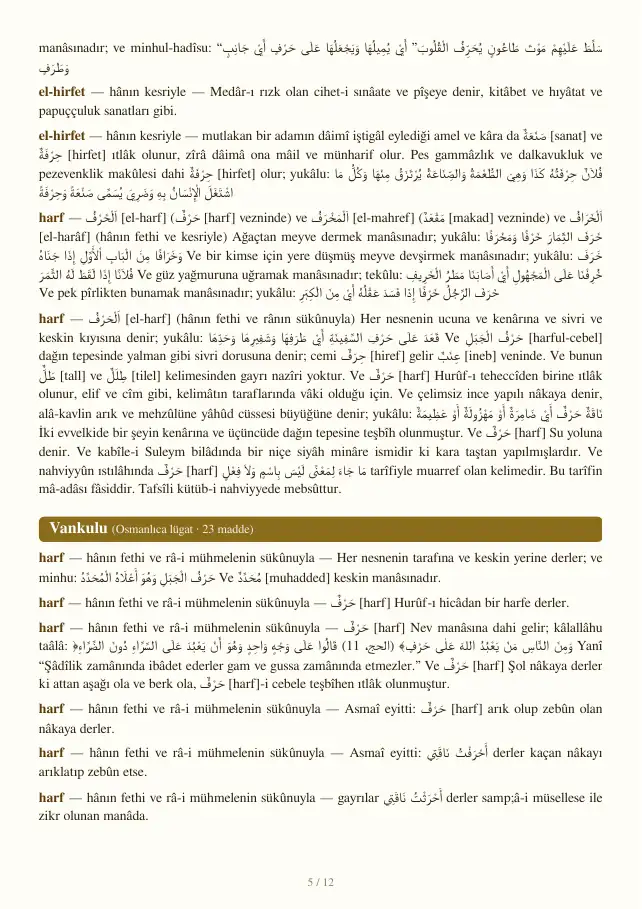 manâsınadır; ve minhul-hadîsu: “سَلَّطَ عَلَيْهِمْ مَوْتَ طَاعُونٍ يُحَرِّفُ الْقُلُوبَ” أَيْ يُمِيلُهَا وَيَجْعَلُهَا عَلَى حَرْفٍ أَيْ جَانِبٍ
وَطَرَفٍ
el-hirfet — hânın kesriyle — Medâr-ı rızk olan cihet-i sınâate ve pîşeye denir, kitâbet ve hıyâtat ve
papuççuluk sanatları gibi.
el-hirfet — hânın kesriyle — mutlakan bir adamın dâimî iştigâl eylediği amel ve kâra da صَنْعَةٌ [sanat] ve
حِرْفَةٌ [hirfet] ıtlâk olunur, zîrâ dâimâ ona mâil ve münharif olur. Pes gammâzlık ve dalkavukluk ve
pezevenklik makûlesi dahi حِرْفَةٌ [hirfet] olur; yukâlu: فُلاَنٌ حِرْفَتُهُ كَذَا وَهِيَ الطُّعْمَةُ وَالصِّنَاعَةُ يُرْتَزَقُ مِنْهَا وَكُلُّ مَا
اشْتَغَلَ الْإِنْسَانُ بِهِ وَضَرِيَ يُسَمَّى صَنْعَةً وَحِرْفَةً
harf — اَلْحَرْفُ [el-harf] (حَرْفٌ [harf] vezninde) ve اَلْمَخْرَفُ [el-mahref] (مَقْعَدٌ [makad] vezninde) ve اَلْخَرَافُ
[el-harâf] (hânın fethi ve kesriyle) Ağaçtan meyve dermek manâsınadır; yukâlu: خَرَفَ الثِّمَارَ خَرْفًا وَمَخْرَفًا
وَخَرَافًا مِنَ الْبَابِ اْلأَوَّلِ إِذَا جَنَاهُ Ve bir kimse için yere düşmüş meyve devşirmek manâsınadır; yukâlu: خَرَفَ
فُلاَنًا إِذَا لَقَطَ لَهُ الثَّمَرَ Ve güz yağmuruna uğramak manâsınadır; tekûlu: خُرِفْنَا عَلَى الْمَجْهُولِ أَيْ أَصَابَنَا مَطَرُ الْخَرِيفِ
Ve pek pîrlikten bunamak manâsınadır; yukâlu: خَرَفَ الرَّجُلُ خَرَفًا إِذَا فَسَدَ عَقْلُهُ أَيْ مِنَ الْكِبَرِ
harf — اَلْحَرْفُ [el-harf] (hânın fethi ve rânın sükûnuyla) Her nesnenin ucuna ve kenârına ve sivri ve
keskin kıyısına denir; yukâlu: قَعَدَ عَلَى حَرْفِ السَّفِينَةِ أَيْ طَرَفِهَا وَشَفِيرِهَا وَحَدِّهَا Ve حَرْفُ الْجَبَلِ [harful-cebel]
dağın tepesinde yalman gibi sivri dorusuna denir; cemi حِرَفٌ [hiref] gelir عِنَبٌ [ineb] veninde. Ve bunun
طَلٌّ [tall] ve طِلَلٌ [tilel] kelimesinden gayrı nazîri yoktur. Ve حَرْفٌ [harf] Hurûf-ı teheccîden birine ıtlâk
olunur, elif ve cîm gibi, kelimâtın taraflarında vâki olduğu için. Ve çelimsiz ince yapılı nâkaya denir,
alâ-kavlin arık ve mehzûlüne yâhûd cüssesi büyüğüne denir; yukâlu: نَاقَةٌ حَرْفٌ أَيْ ضَامِرَةٌ أَوْ مَهْزُولَةٌ أَوْ عَظِيمَةٌ
İki evvelkide bir şeyin kenârına ve üçüncüde dağın tepesine teşbîh olunmuştur. Ve حَرْفٌ [harf] Su yoluna
denir. Ve kabîle-i Suleym bilâdında bir niçe siyâh minâre ismidir ki kara taştan yapılmışlardır. Ve
nahviyyûn ıstılâhında حَرْفٌ [harf] مَا جَاءَ لِمَعْنًى لَيْسَ بِاِسْمٍ وَلاَ فِعْلٍ tarîfiyle muarref olan kelimedir. Bu tarîfin
mâ-adâsı fâsiddir. Tafsîli kütüb-i nahviyyede mebsûttur.
Vankulu (Osmanlıca lügat · 23 madde)
harf — hânın fethi ve râ-i mühmelenin sükûnuyla — Her nesnenin tarafına ve keskin yerine derler; ve
minhu: حَرْفُ الْجَبَلِ وَهُوَ أَعْلَاهُ الْمُحَدَّدُ Ve مُحَدَّدٌ [muhadded] keskin manâsınadır.
harf — hânın fethi ve râ-i mühmelenin sükûnuyla — حَرْفٌ [harf] Hurûf-ı hicâdan bir harfe derler.
harf — hânın fethi ve râ-i mühmelenin sükûnuyla — حَرْفٌ [harf] Nev manâsına dahi gelir; kâlallâhu
taâlâ: ﴿وَمِنَ النَّاسِ مَنْ يَعْبُدُ اللهَ عَلَى حَرْفٍ﴾ (الحج، 11) قَالُوا عَلَى وَجْهٍ وَاحِدٍ وَهُوَ أَنْ يَعْبُدَ عَلَى السَّرَّاءِ دُونَ الضَّرَّاءِ Yanî
“Şâdîlik zamânında ibâdet ederler gam ve gussa zamânında etmezler.” Ve حَرْفٌ [harf] Şol nâkaya derler
ki attan aşağı ola ve berk ola, حَرْفٌ [harf]-i cebele teşbîhen ıtlâk olunmuştur.
harf — hânın fethi ve râ-i mühmelenin sükûnuyla — Asmaî eyitti: حَرْفٌ [harf] arık olup zebûn olan
nâkaya derler.
harf — hânın fethi ve râ-i mühmelenin sükûnuyla — Asmaî eyitti: أَحْرَفْتُ نَاقَتِي derler kaçan nâkayı
arıklatıp zebûn etse.
harf — hânın fethi ve râ-i mühmelenin sükûnuyla — gayrılar أَحْرَثْتُ نَاقَتِي derler samp;â-i müsellese ile
zikr olunan manâda.
5 / 12